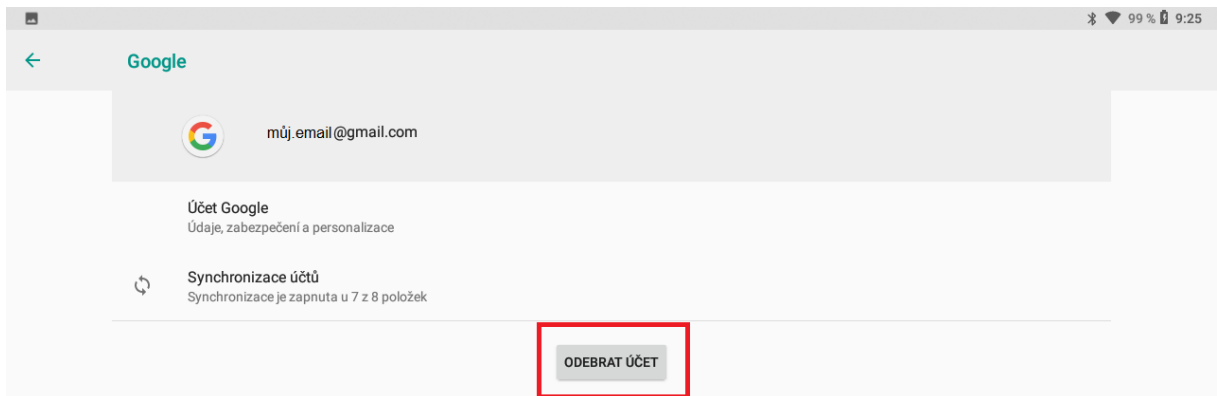 99 % 9:25
Google
můj.email@gmail.com
Účet Google
Údaje, zabezpečení a personalizace
Synchronizace účtů
Synchronizace je zapnuta u 7 z 8 položek
ODEBRAT ÚČET